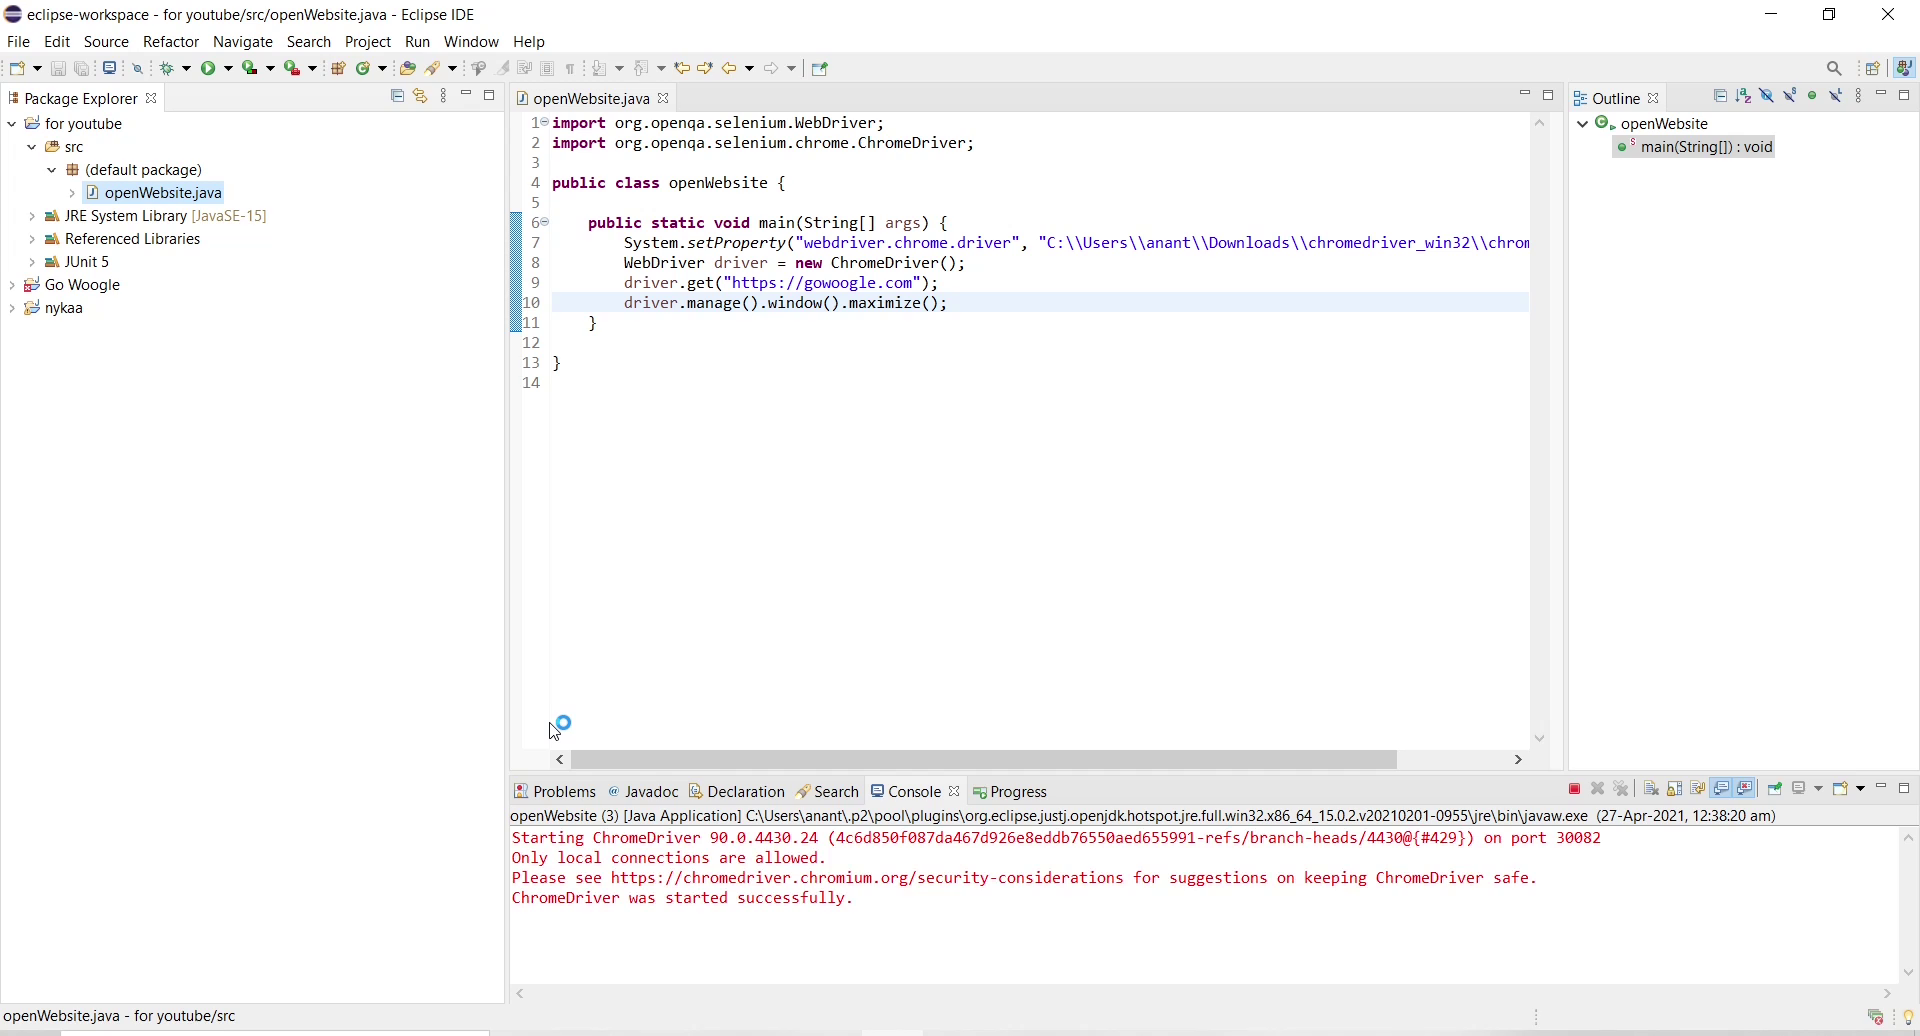 eclipse-workspace - for youtube/src/openWebsite.java - Eclipse IDE
File Edit Source Refactor Navigate Search Project Run Window Help
Package Explorer
for youtube
src
(default package)
openWebsite.java
JRE System Library [JavaSE-15]
Referenced Libraries
JUnit 5
Go Woogle
nykaa
openWebsite.java
1 import org.openqa.selenium.WebDriver;
2 import org.openqa.selenium.chrome.ChromeDriver;
3
4 public class openWebsite {
5
6 public static void main(String[] args) {
7 System.setProperty("webdriver.chrome.driver", "C:\\Users\\anant\\Downloads\\chromedriver_win32\\chrom
8 WebDriver driver = new ChromeDriver();
9 driver.get("https://gowoogle.com");
10 driver.manage().window().maximize();
11 }
12
13 }
14
Outline
openWebsite
main(String[]) : void
Problems Javadoc Declaration Search Console Progress
openWebsite (3) [Java Application] C:\Users\anant\.p2\pool\plugins\org.eclipse.justj.openjdk.hotspot.jre.full.win32.x86_64_15.0.2.v20210201-0955\jre\bin\javaw.exe (27-Apr-2021, 12:38:20 am)
Starting ChromeDriver 90.0.4430.24 (4c6d850f087da467d926e8eddb76550aed655991-refs/branch-heads/4430@{#429}) on port 30082
Only local connections are allowed.
Please see https://chromedriver.chromium.org/security-considerations for suggestions on keeping ChromeDriver safe.
ChromeDriver was started successfully.
openWebsite.java - for youtube/src